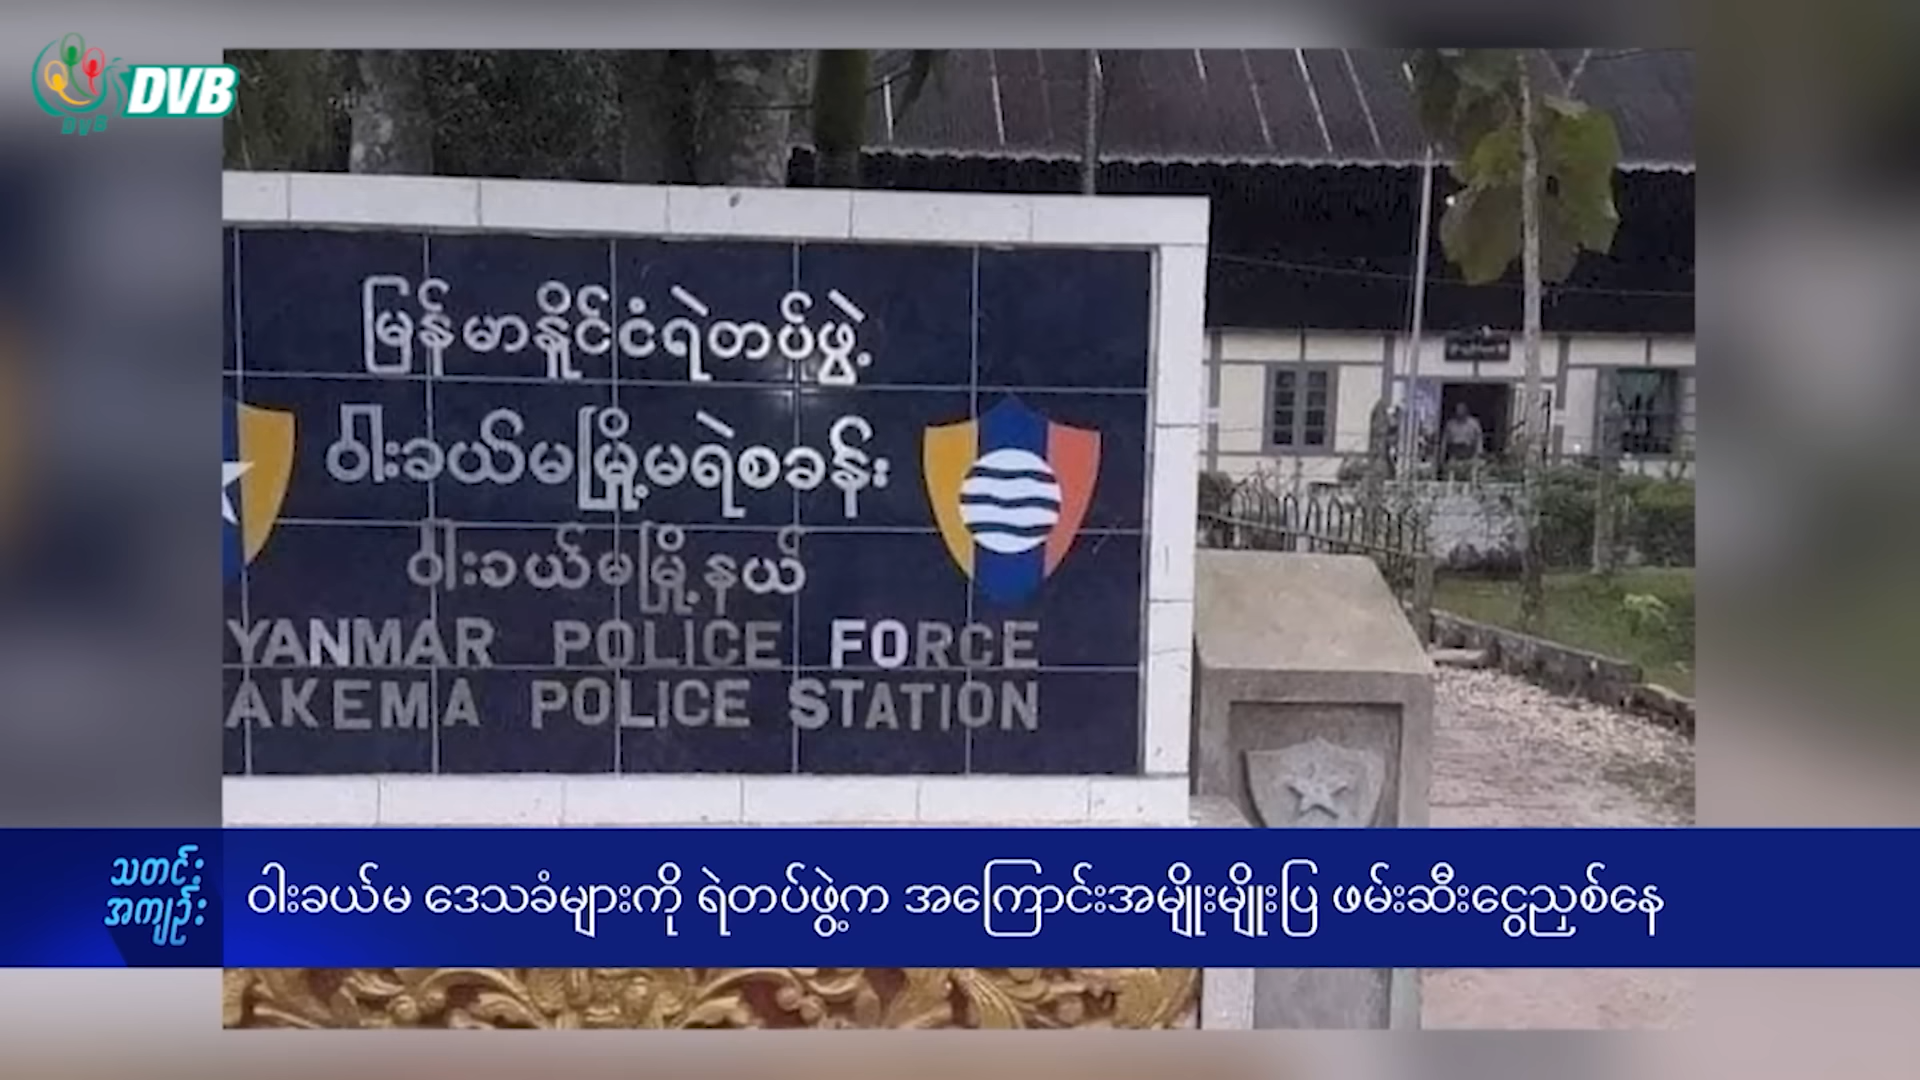 DVB
DVB
မြန်မာနိူင်ငံရဲတပ်ဖွဲ့
ဝါးခယ်မမြို့မရဲစခန်း
ဝါးခယ်မမြို့နယ်
YANMAR POLICE FORCE
AKEMA POLICE STATION
သတင်း
အကျဉ်း
ဝါးခယ်မ ဒေသခံများကို ရဲတပ်ဖွဲ့က အကြောင်းအမျိုးမျိုးပြ ဖမ်းဆီးငွေညှစ်နေ